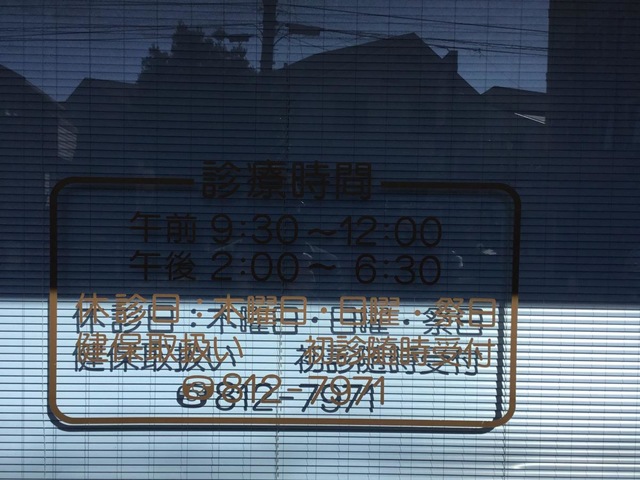 診療時間
午前 9:30～12:00
午後 2:00～ 6:30
休診日:木曜日・日曜・祭日
健保取扱い 初診随時受付
☎812-7971